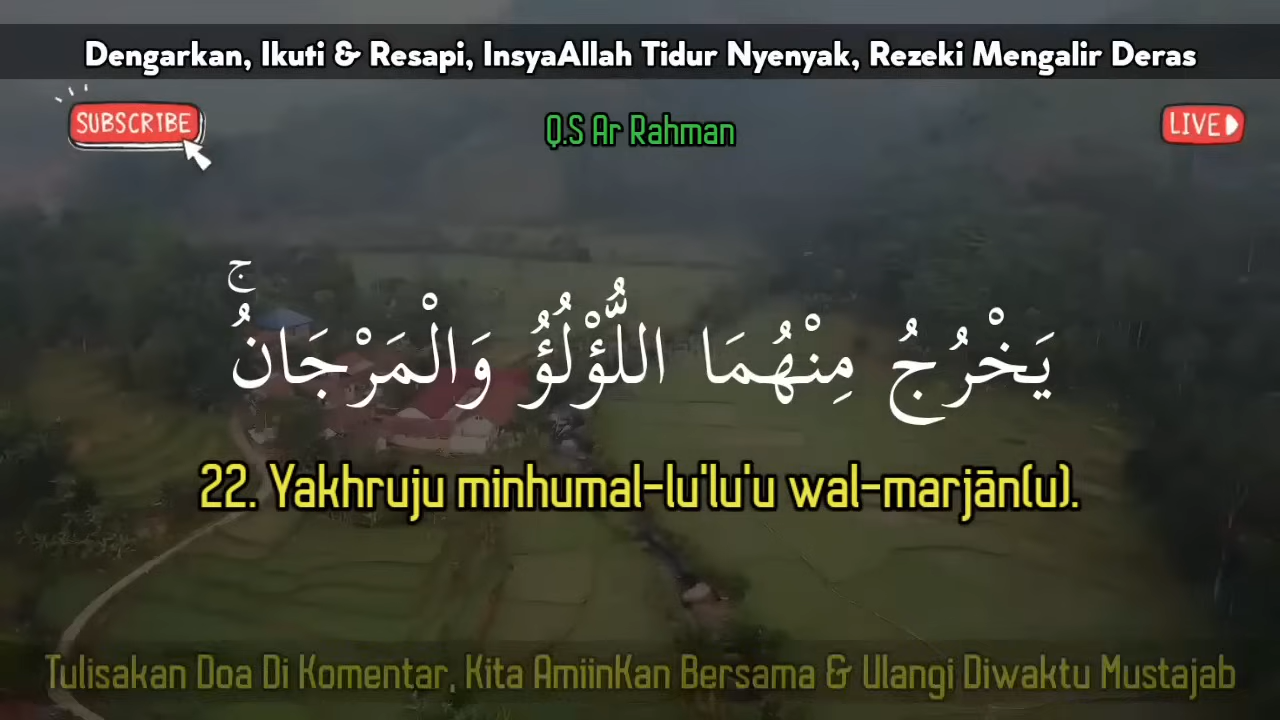 Dengarkan, Ikuti & Resapi, InsyaAllah Tidur Nyenyak, Rezeki Mengalir Deras
SUBSCRIBE
LIVE
Q.S Ar Rahman
يَخْرُجُ مِنْهُمَا اللُّؤْلُؤُ وَالْمَرْجَانُۚ
22. Yakhruju minhumal-lu'lu'u wal-marjān(u).
Tulisakan Doa Di Komentar, Kita AmiinKan Bersama & Ulangi Diwaktu Mustajab